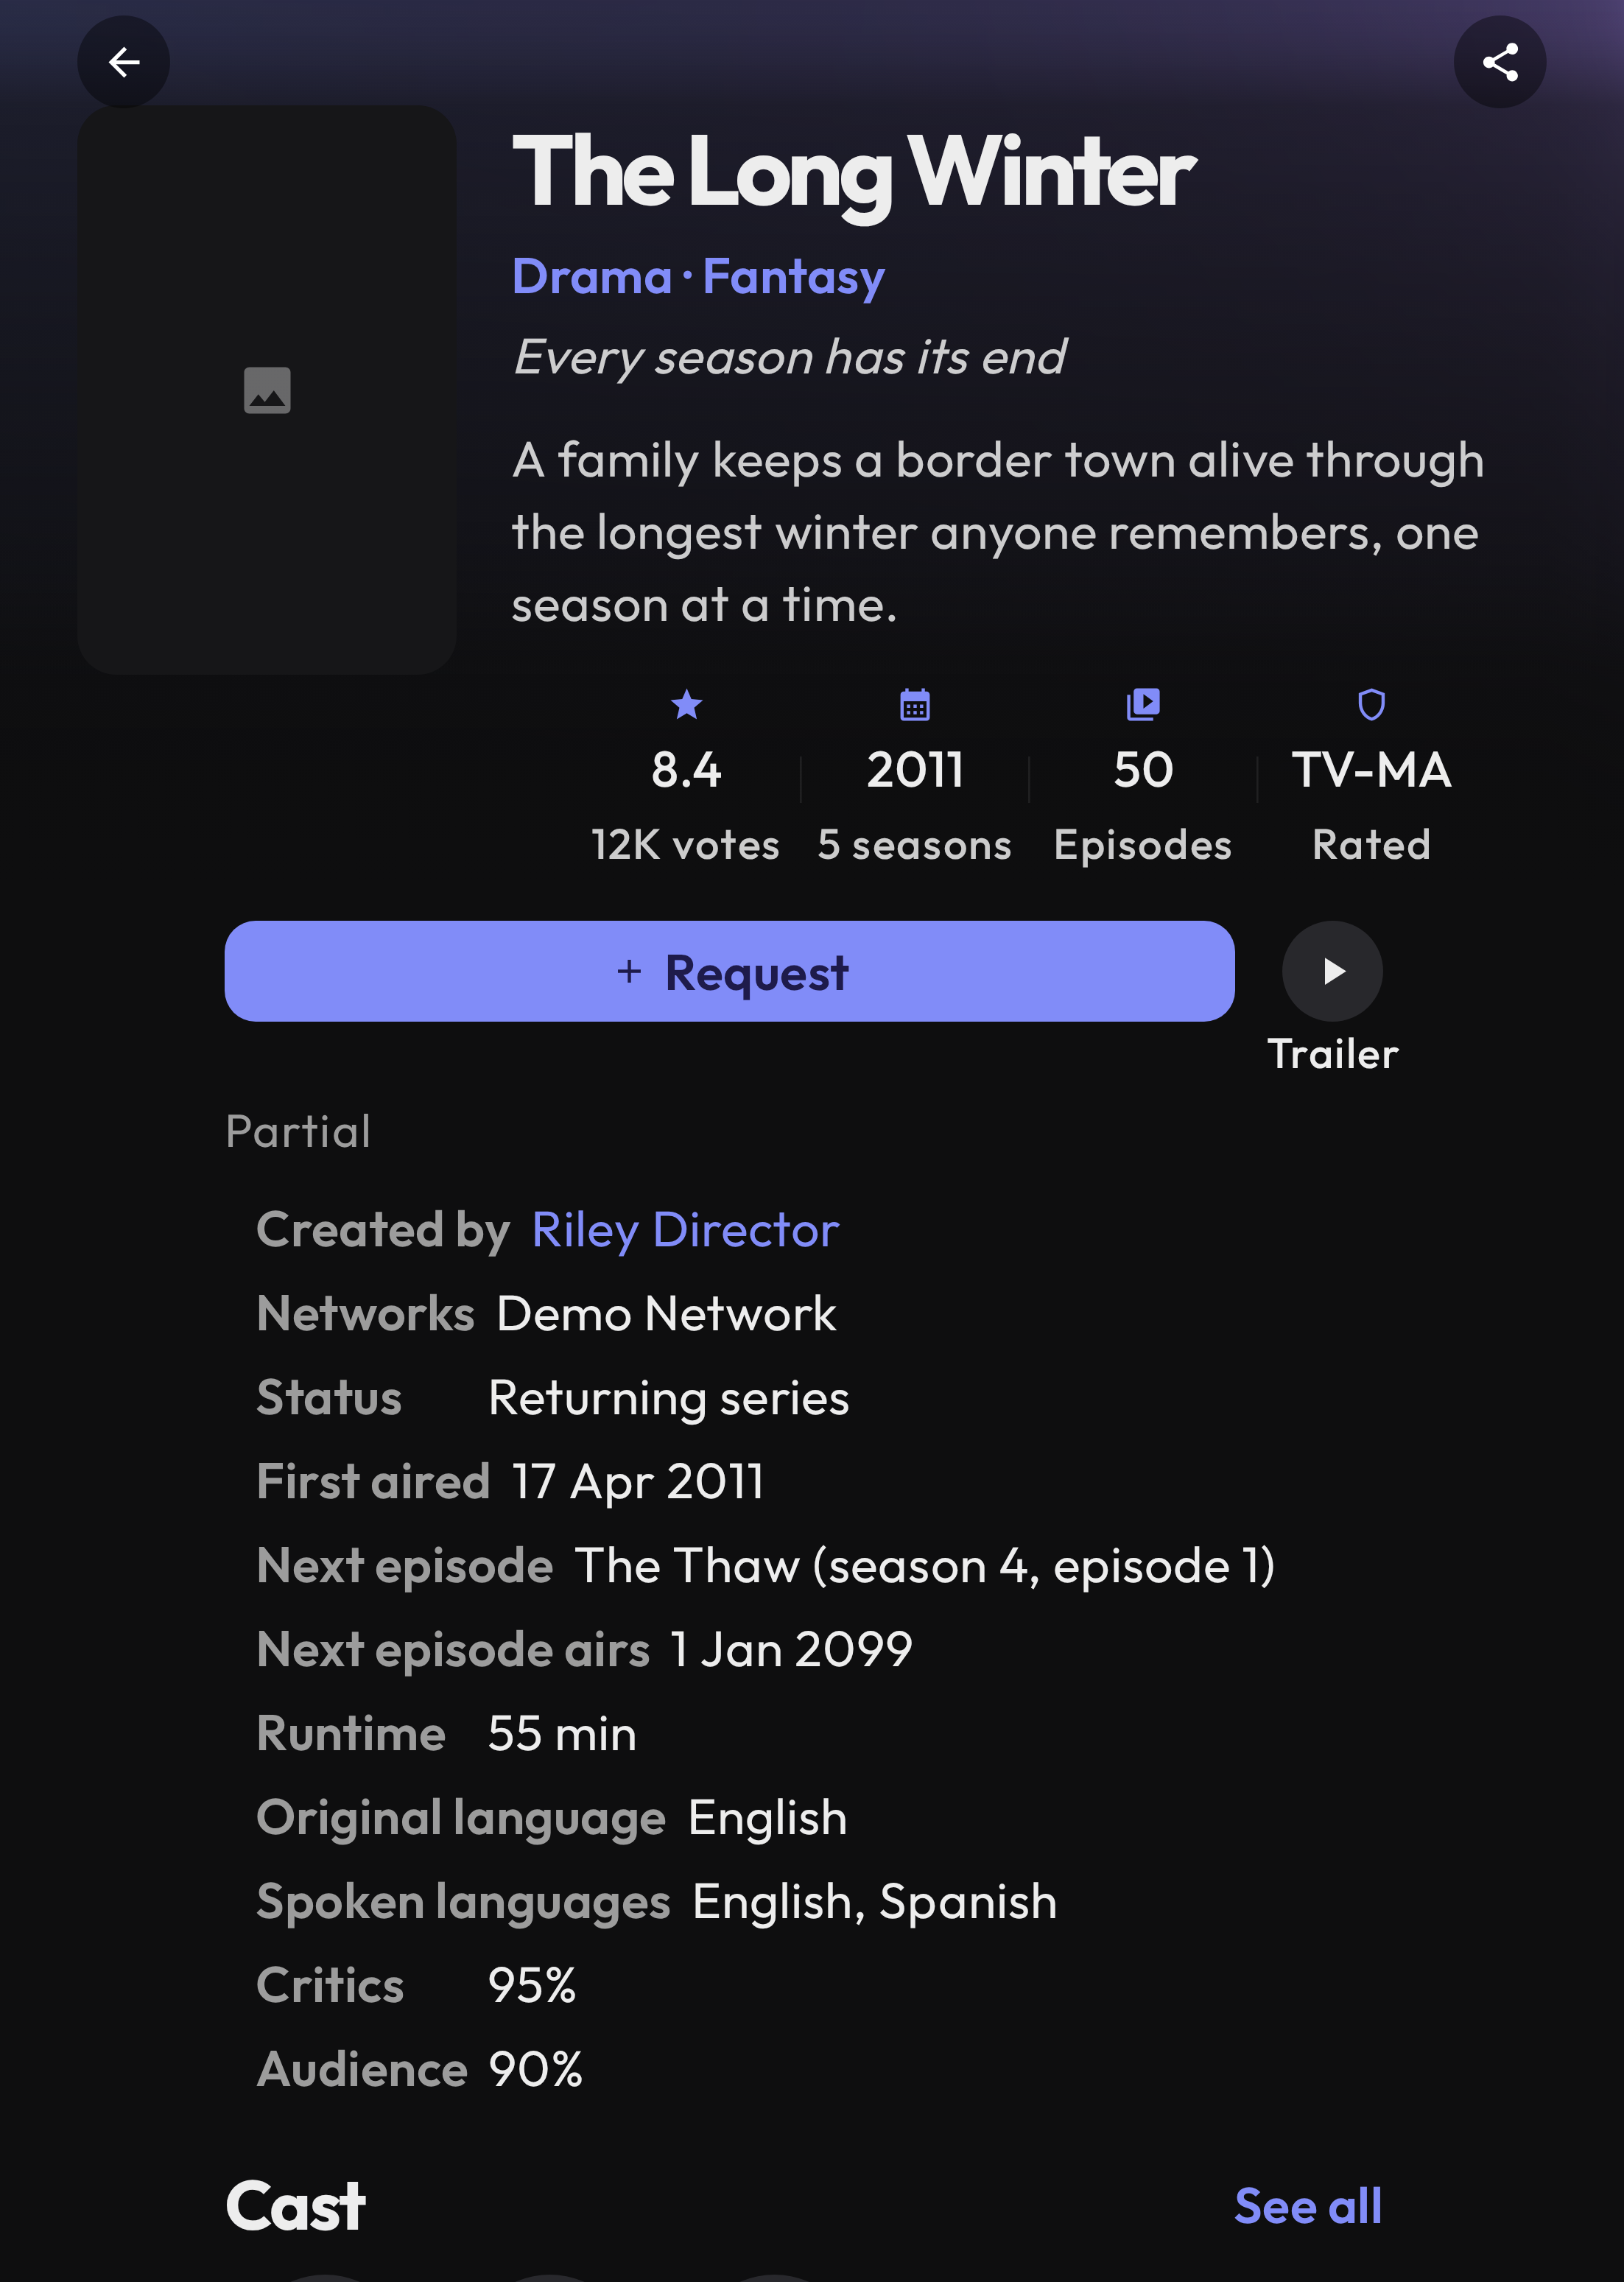 The Long Winter
Drama · Fantasy
Every season has its end
A family keeps a border town alive through
the longest winter anyone remembers, one
season at a time.
8.4 2011 50 TV-MA
12K votes 5 seasons Episodes Rated
+ Request
Trailer
Partial
Created by Riley Director
Networks Demo Network
Status Returning series
First aired 17 Apr 2011
Next episode The Thaw (season 4, episode 1)
Next episode airs 1 Jan 2099
Runtime 55 min
Original language English
Spoken languages English, Spanish
Critics 95%
Audience 90%
Cast See all